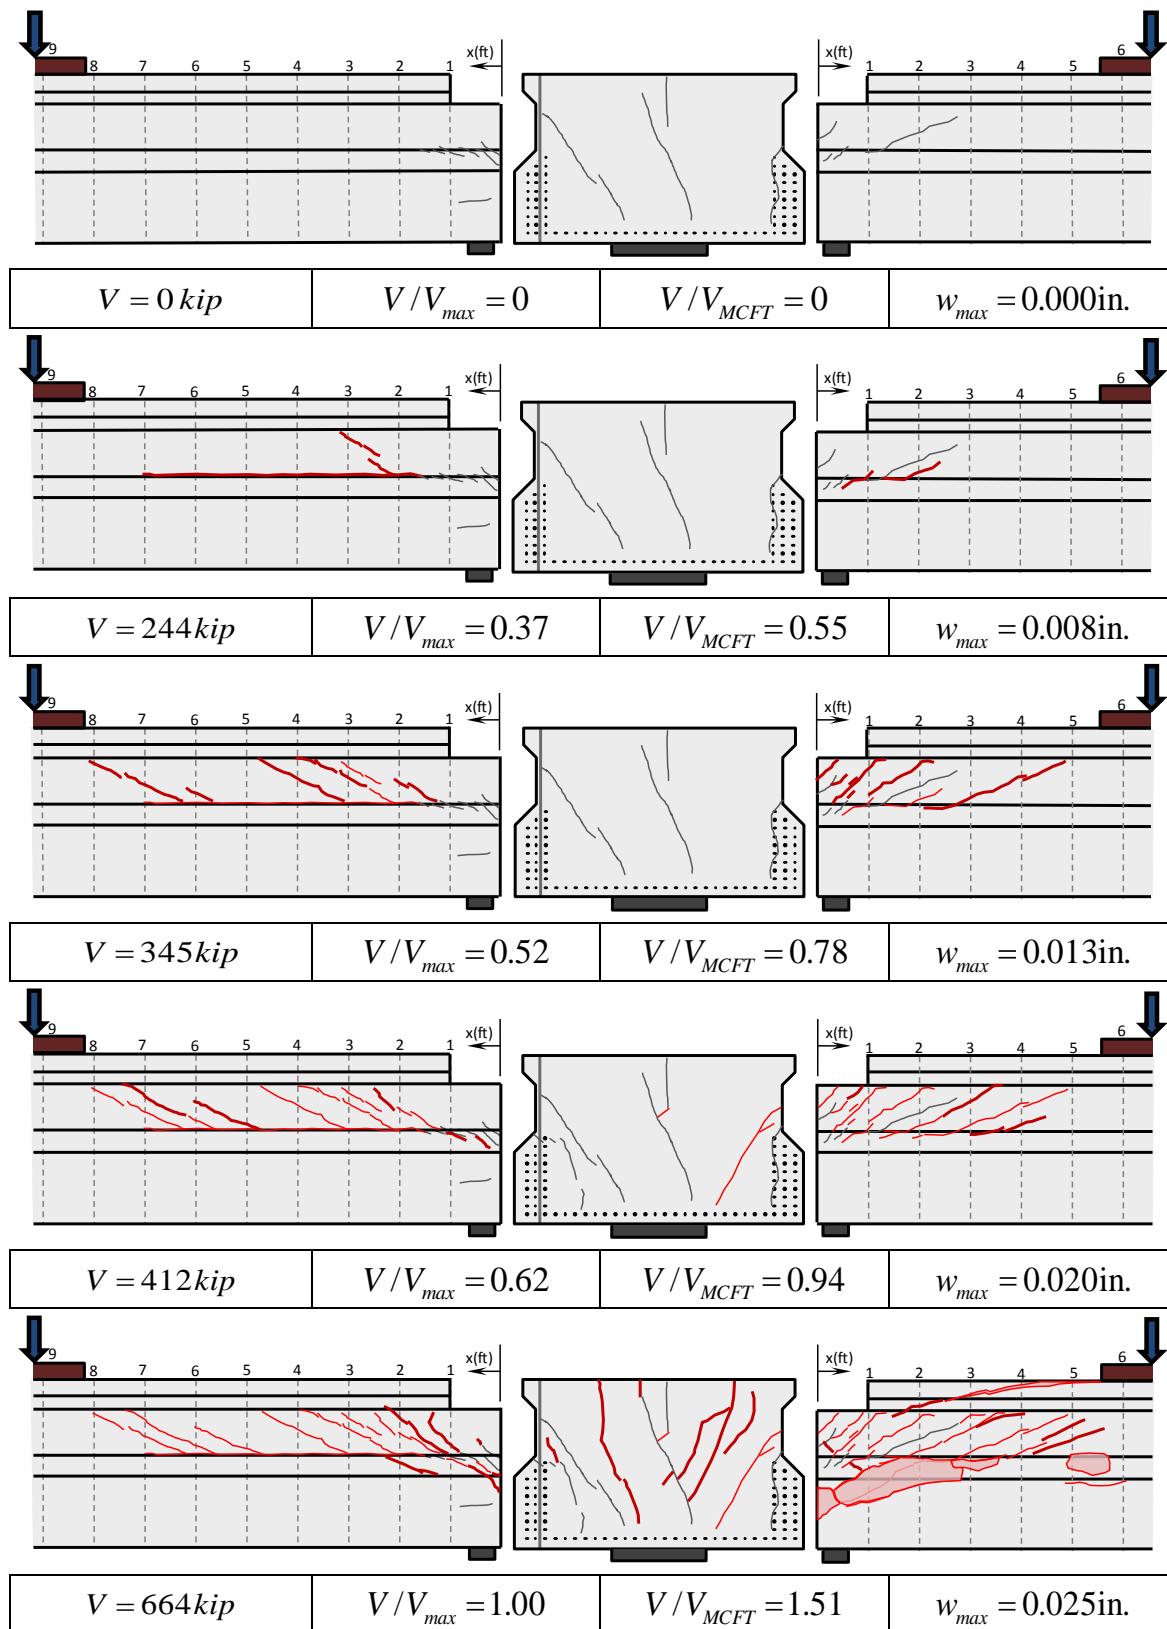 9 8 7 6 5 4 3 2 1 x(ft) x(ft) 1 2 3 4 5 6
V = 0 kip V/V_max = 0 V/V_MCFT = 0 w_max = 0.000in.
9 8 7 6 5 4 3 2 1 x(ft) x(ft) 1 2 3 4 5 6
V = 244 kip V/V_max = 0.37 V/V_MCFT = 0.55 w_max = 0.008in.
9 8 7 6 5 4 3 2 1 x(ft) x(ft) 1 2 3 4 5 6
V = 345 kip V/V_max = 0.52 V/V_MCFT = 0.78 w_max = 0.013in.
9 8 7 6 5 4 3 2 1 x(ft) x(ft) 1 2 3 4 5 6
V = 412 kip V/V_max = 0.62 V/V_MCFT = 0.94 w_max = 0.020in.
9 8 7 6 5 4 3 2 1 x(ft) x(ft) 1 2 3 4 5 6
V = 664 kip V/V_max = 1.00 V/V_MCFT = 1.51 w_max = 0.025in.